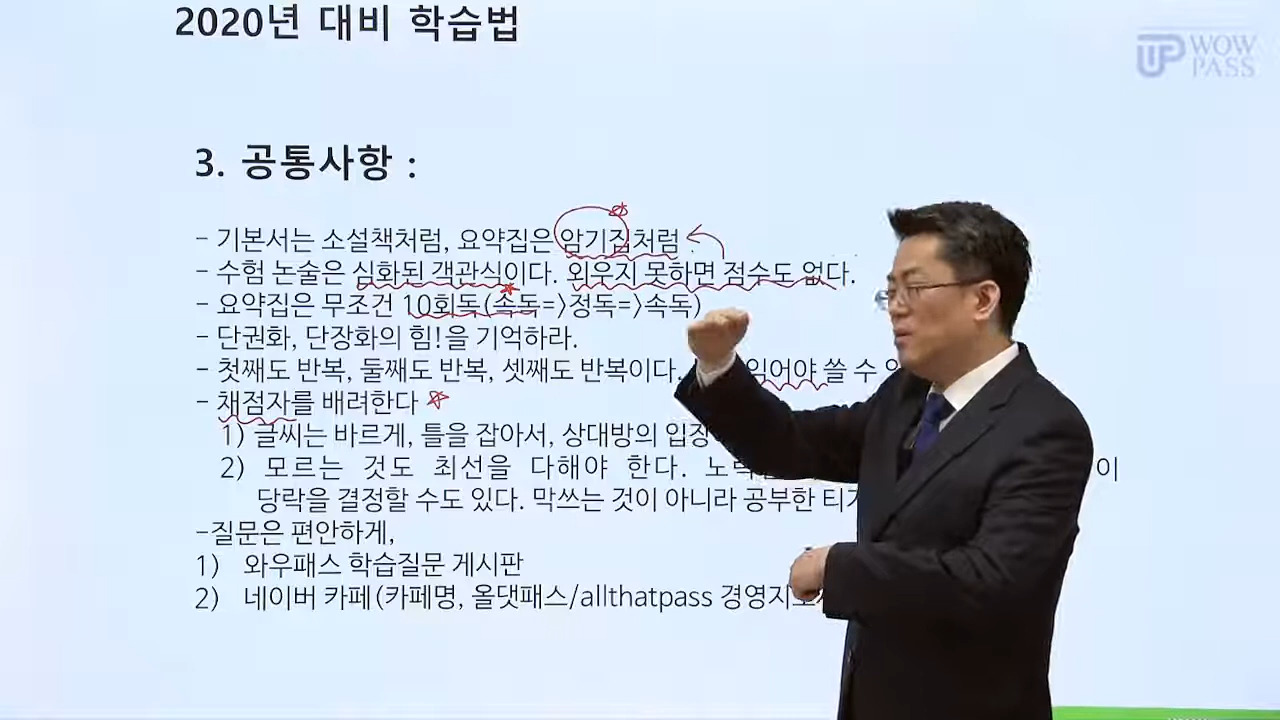 2020년 대비 학습법
WOW
PASS
3. 공통사항 :
- 기본서는 소설책처럼, 요약집은 암기집처럼
- 수험 논술은 심화된 객관식이다. 외우지 못하면 점수도 없다.
- 요약집은 무조건 10회독(속독=>정독=>속독)
- 단권화, 단장화의 힘!을 기억하라.
- 첫째도 반복, 둘째도 반복, 셋째도 반복이다. 쓸 수
- 채점자를 배려한다
1) 글씨는 바르게, 틀을 잡아서, 상대방의
2) 모르는 것도 최선을 다해야 한다. 이
당락을 결정할 수도 있다. 막쓰는 것이 아니라 공부한
-질문은 편안하게,
1) 와우패스 학습질문 게시판
2) 네이버 카페(카페명, 올댓패스/allthatpass